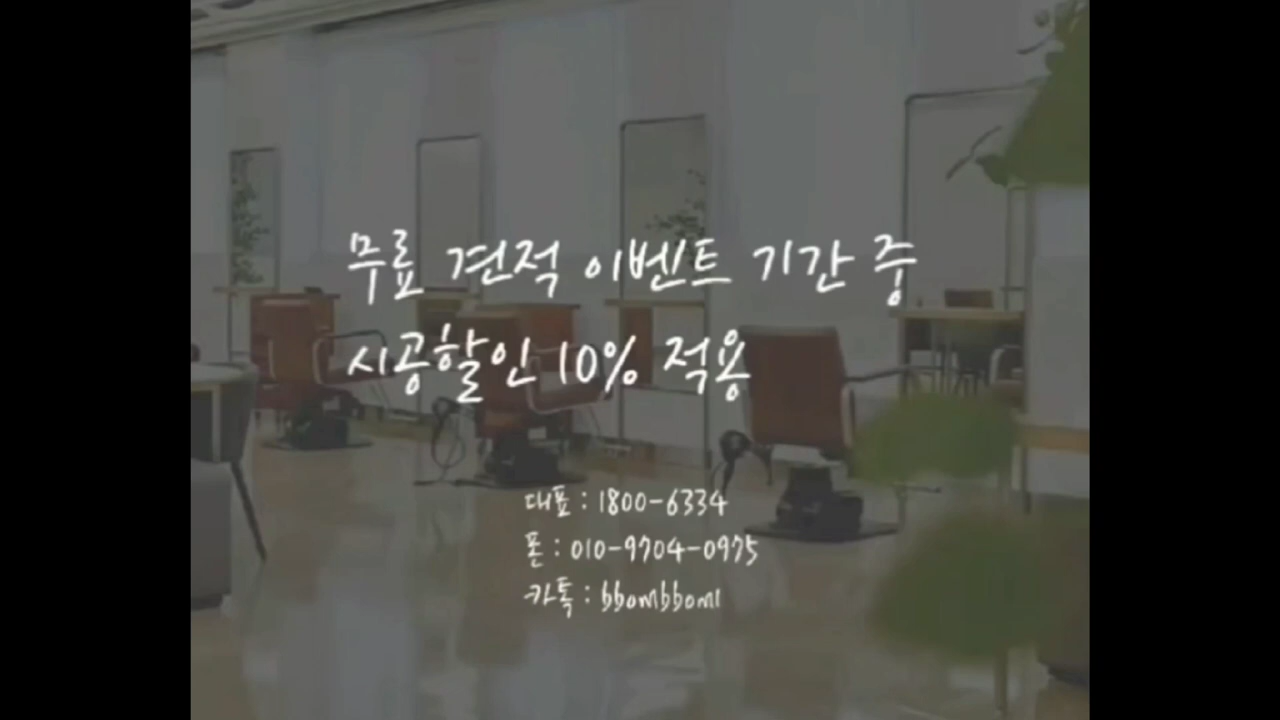 무료 견적 이벤트 기간 중
시공할인 10% 적용
대표 : 1800-6334
폰 : 010-9704-0975
카톡 : bbombbom1